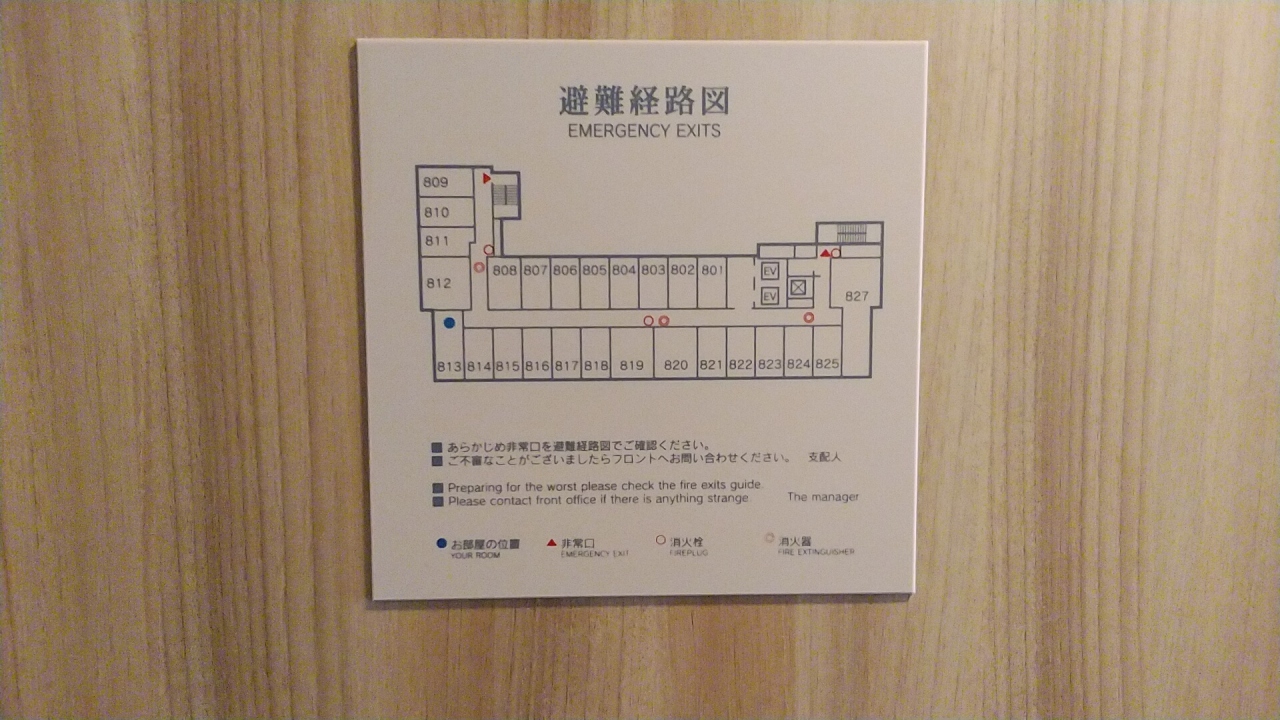 避難経路図
EMERGENCY EXITS
809
810
811
812
808 807 806 805 804 803 802 801
EV
EV
827
813 814 815 816 817 818 819 820 821 822 823 824 825
■ あらかじめ非常口を避難経路図でご確認ください。
■ ご不審なことがございましたらフロントへお問い合わせください。 支配人
■ Preparing for the worst please check the fire exits guide.
■ Please contact front office if there is anything strange. The manager
お部屋の位置 非常口 消火栓 消火器
YOUR ROOM EMERGENCY EXIT FIREPLUG FIRE EXTINGUISHER